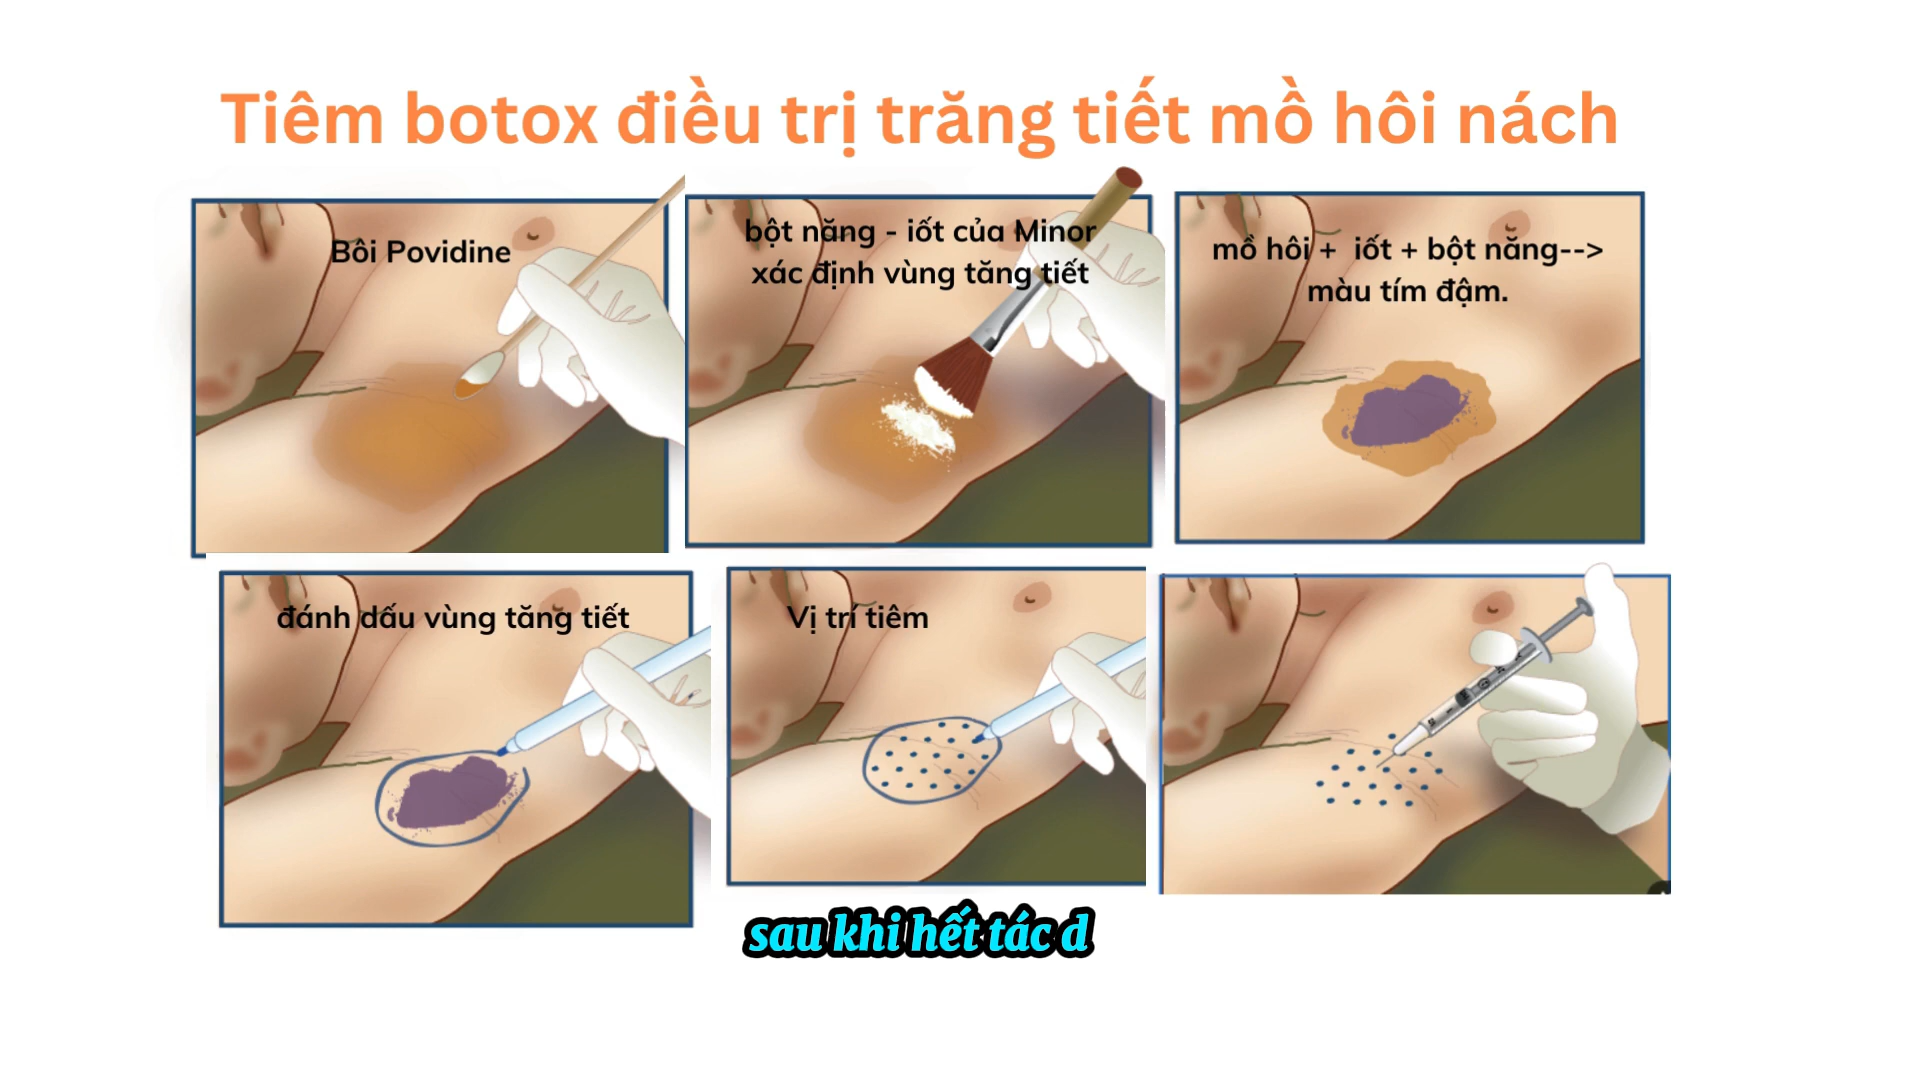 Tiêm botox điều trị trăng tiết mồ hôi nách
Bôi Povidine
bột năng - iốt của Minor
xác định vùng tăng tiết
mồ hôi + iốt + bột năng-->
màu tím đậm.
đánh dấu vùng tăng tiết
Vị trí tiêm
sau khi hết tác d